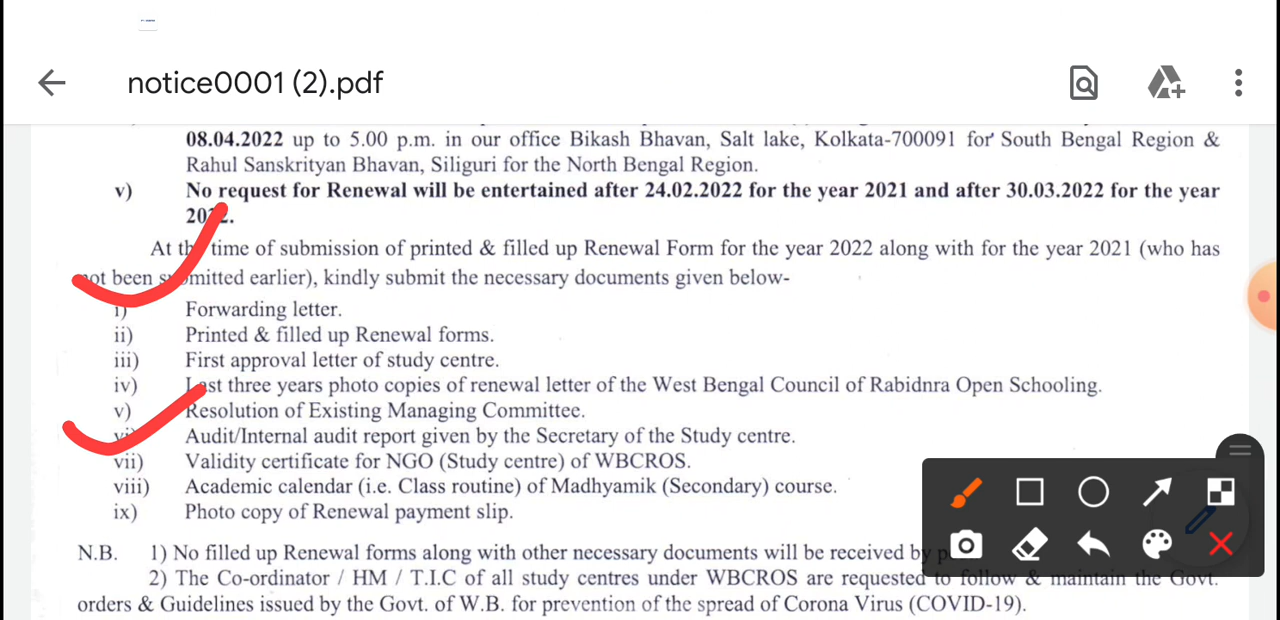 notice0001 (2).pdf
08.04.2022 up to 5.00 p.m. in our office Bikash Bhavan, Salt lake, Kolkata-700091 for South Bengal Region &
Rahul Sanskrityan Bhavan, Siliguri for the North Bengal Region.
v) No request for Renewal will be entertained after 24.02.2022 for the year 2021 and after 30.03.2022 for the year
2022.
At the time of submission of printed & filled up Renewal Form for the year 2022 along with for the year 2021 (who has
not been submitted earlier), kindly submit the necessary documents given below-
i) Forwarding letter.
ii) Printed & filled up Renewal forms.
iii) First approval letter of study centre.
iv) Last three years photo copies of renewal letter of the West Bengal Council of Rabidnra Open Schooling.
v) Resolution of Existing Managing Committee.
vi) Audit/Internal audit report given by the Secretary of the Study centre.
vii) Validity certificate for NGO (Study centre) of WBCROS.
viii) Academic calendar (i.e. Class routine) of Madhyamik (Secondary) course.
ix) Photo copy of Renewal payment slip.
N.B. 1) No filled up Renewal forms along with other necessary documents will be received by
2) The Co-ordinator / HM / T.I.C of all study centres under WBCROS are requested to follow & maintain the Govt.
orders & Guidelines issued by the Govt. of W.B. for prevention of the spread of Corona Virus (COVID-19).